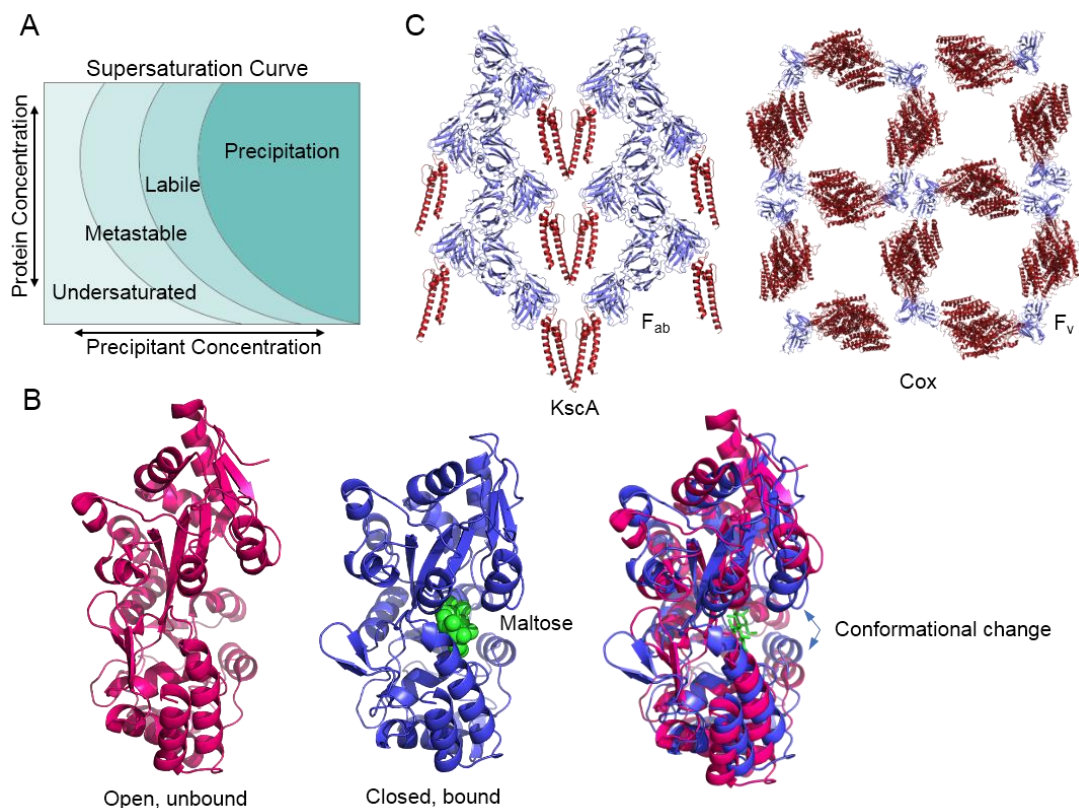 A
Supersaturation Curve
Protein Concentration
Precipitation
Labile
Metastable
Undersaturated
Precipitant Concentration
C
Fab
KscA
Fv
Cox
B
Maltose
Conformational change
Open, unbound
Closed, bound